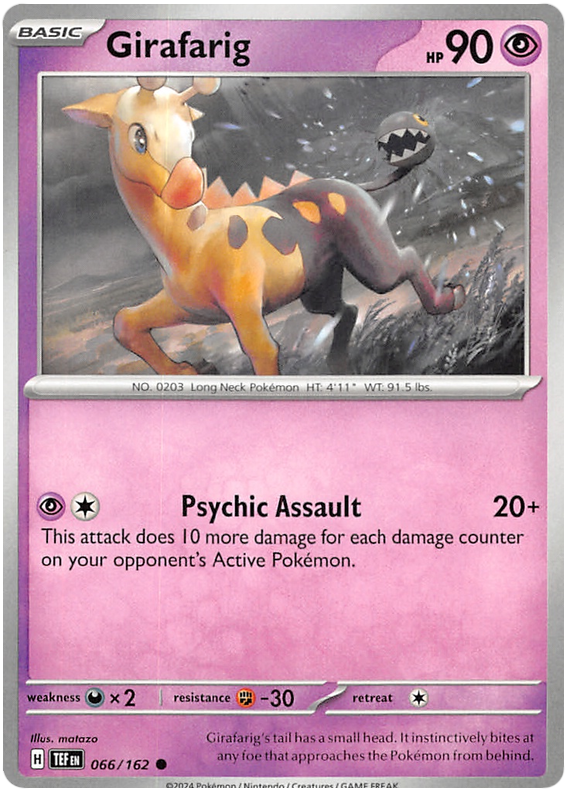 BASIC
Girafarig
HP 90
NO. 0203 Long Neck Pokémon HT: 4'11" WT: 91.5 lbs.
Psychic Assault 20+
This attack does 10 more damage for each damage counter
on your opponent's Active Pokémon.
weakness ×2 resistance -30 retreat
Illus. matazo
H TEF EN 066/162
Girafarig's tail has a small head. It instinctively bites at
any foe that approaches the Pokémon from behind.
©2024 Pokémon / Nintendo / Creatures / GAME FREAK